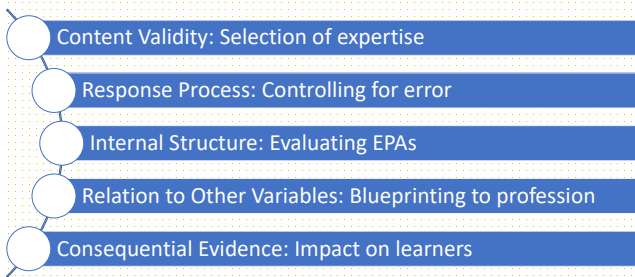 Content Validity: Selection of expertise
Response Process: Controlling for error
Internal Structure: Evaluating EPAs
Relation to Other Variables: Blueprinting to profession
Consequential Evidence: Impact on learners